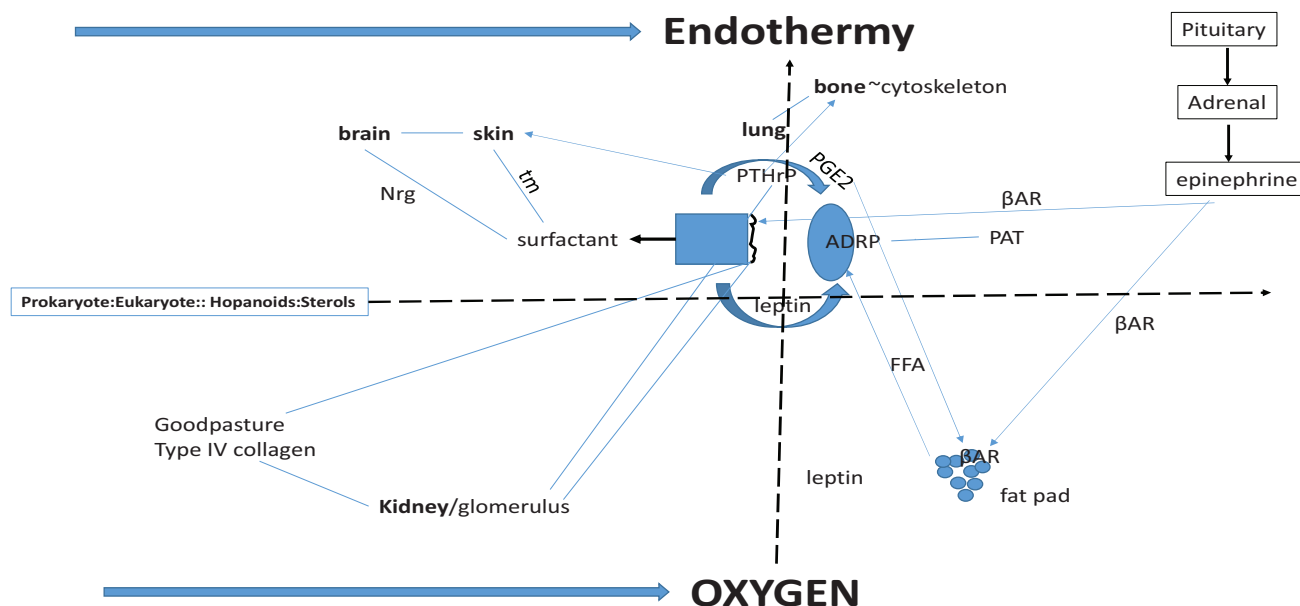 Endothermy
Pituitary
bone~cytoskeleton
Adrenal
lung
brain
skin
PGE2
PTHrP
tm
epinephrine
Nrg
βAR
surfactant
ADRP
PAT
Prokaryote:Eukaryote:: Hopanoids:Sterols
leptin
βAR
FFA
Goodpasture
Type IV collagen
βAR
leptin
fat pad
Kidney/glomerulus
OXYGEN